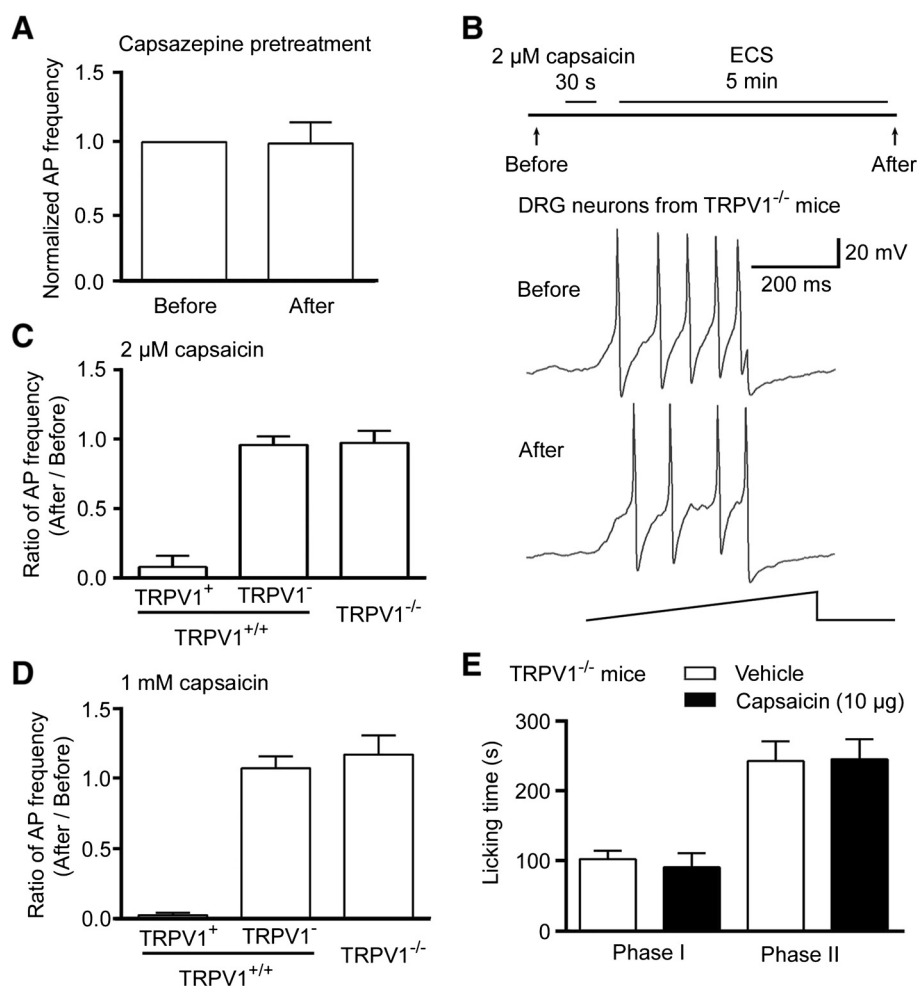 A
Capsazepine pretreatment
Normalized AP frequency
1.5
1.0
0.5
0.0
Before
After
B
2 µM capsaicin
30 s
ECS
5 min
Before
After
DRG neurons from TRPV1-/- mice
Before
20 mV
200 ms
After
C
2 µM capsaicin
Ratio of AP frequency
(After / Before)
1.5
1.0
0.5
0.0
TRPV1+
TRPV1-
TRPV1-/-
TRPV1+/+
D
1 mM capsaicin
Ratio of AP frequency
(After / Before)
1.5
1.0
0.5
0.0
TRPV1+
TRPV1-
TRPV1-/-
TRPV1+/+
E
TRPV1-/- mice
Vehicle
Capsaicin (10 µg)
Licking time (s)
300
200
100
0
Phase I
Phase II